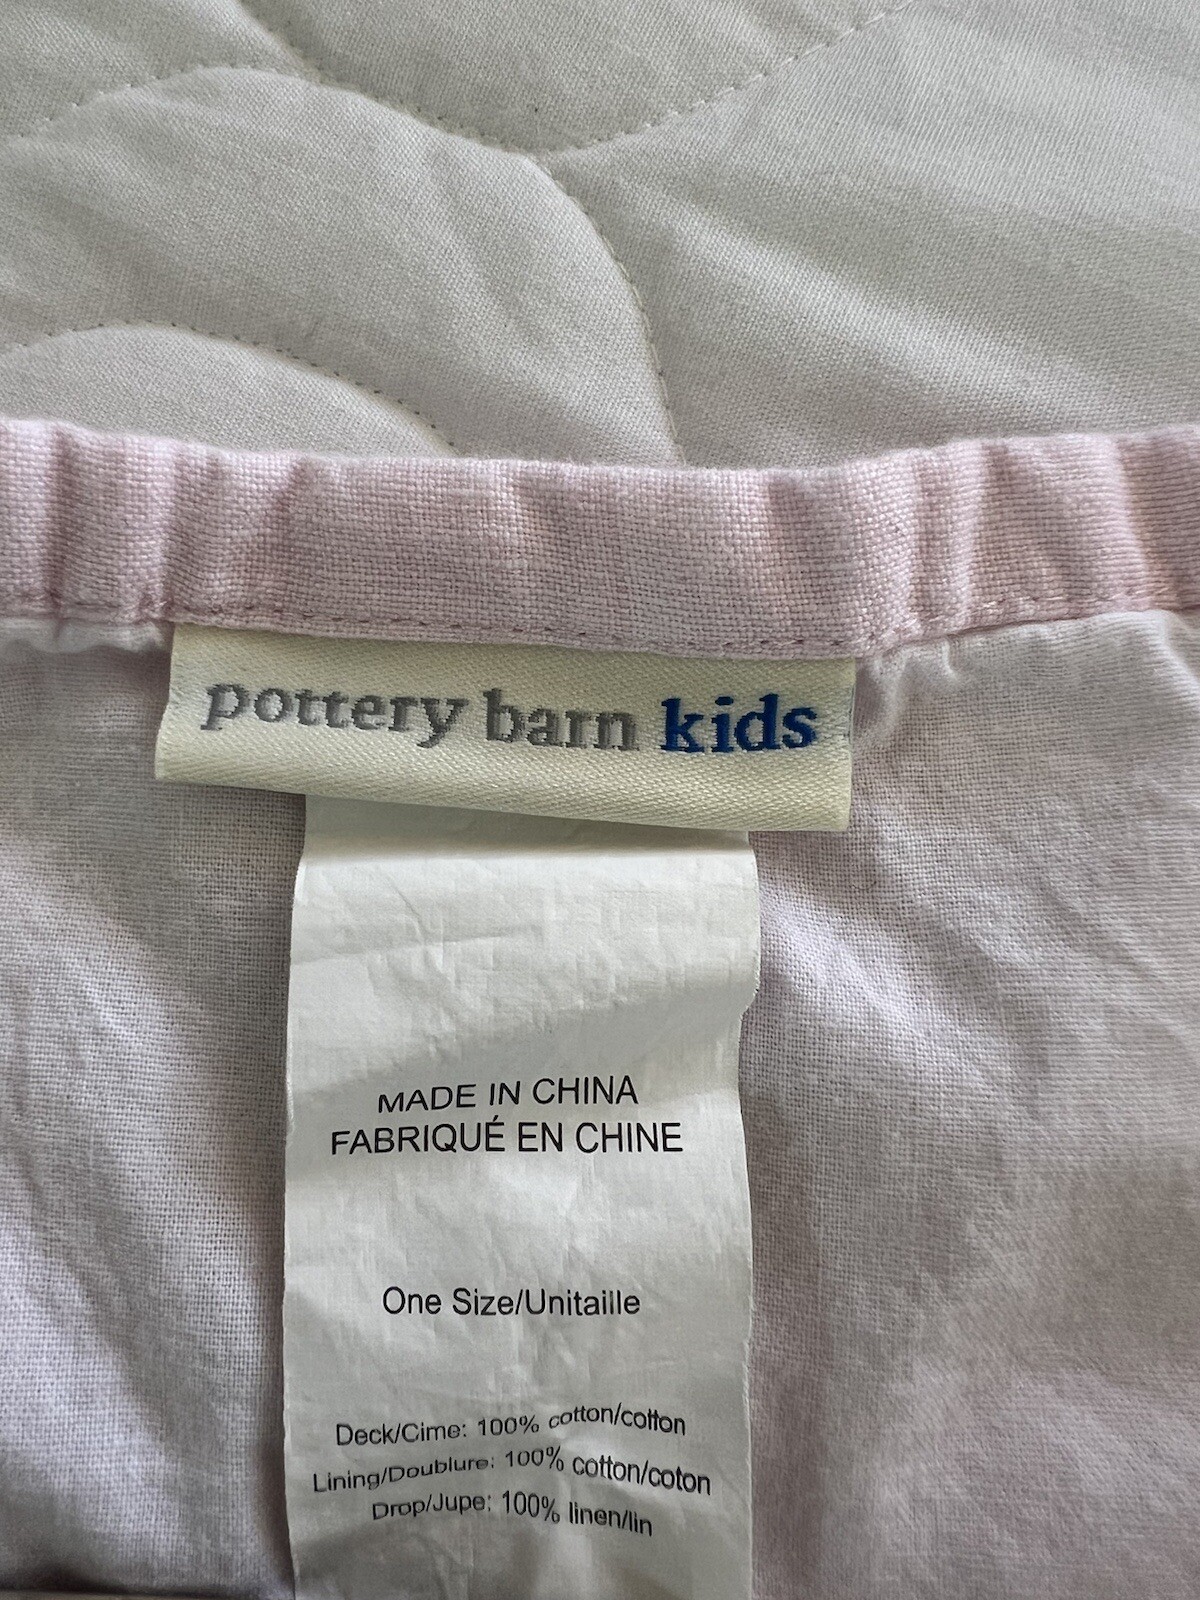 pottery barn kids
MADE IN CHINA
FABRIQUÉ EN CHINE
One Size/Unitaille
Deck/Cime: 100% cotton/cotton
Lining/Doublure: 100% cotton/coton
Drop/Jupe: 100% linen/lin